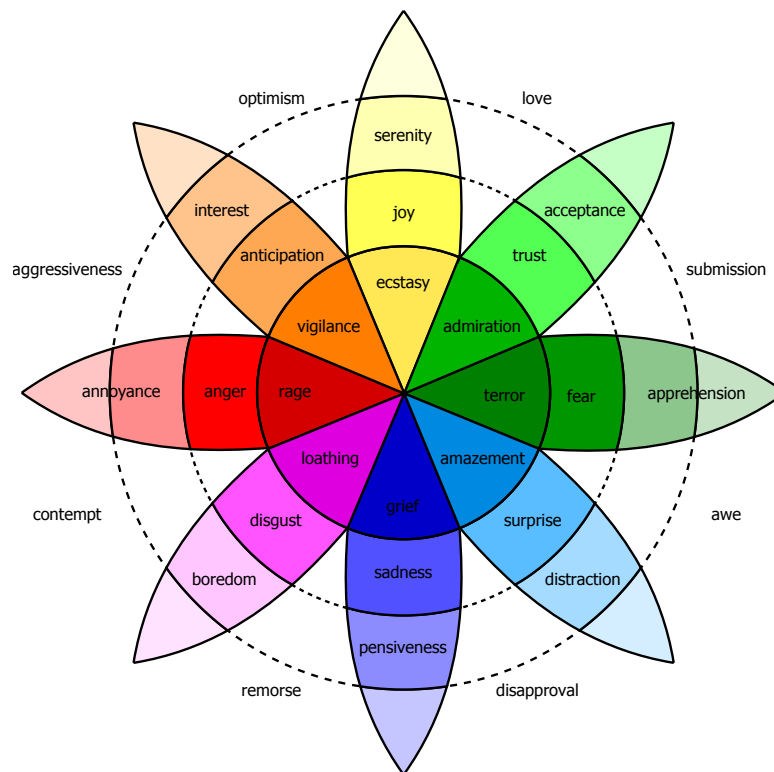 optimism
love
serenity
interest
joy
acceptance
anticipation
trust
aggressiveness
submission
ecstasy
vigilance
admiration
annoyance
anger
rage
terror
fear
apprehension
loathing
amazement
contempt
disgust
grief
surprise
awe
boredom
sadness
distraction
pensiveness
remorse
disapproval